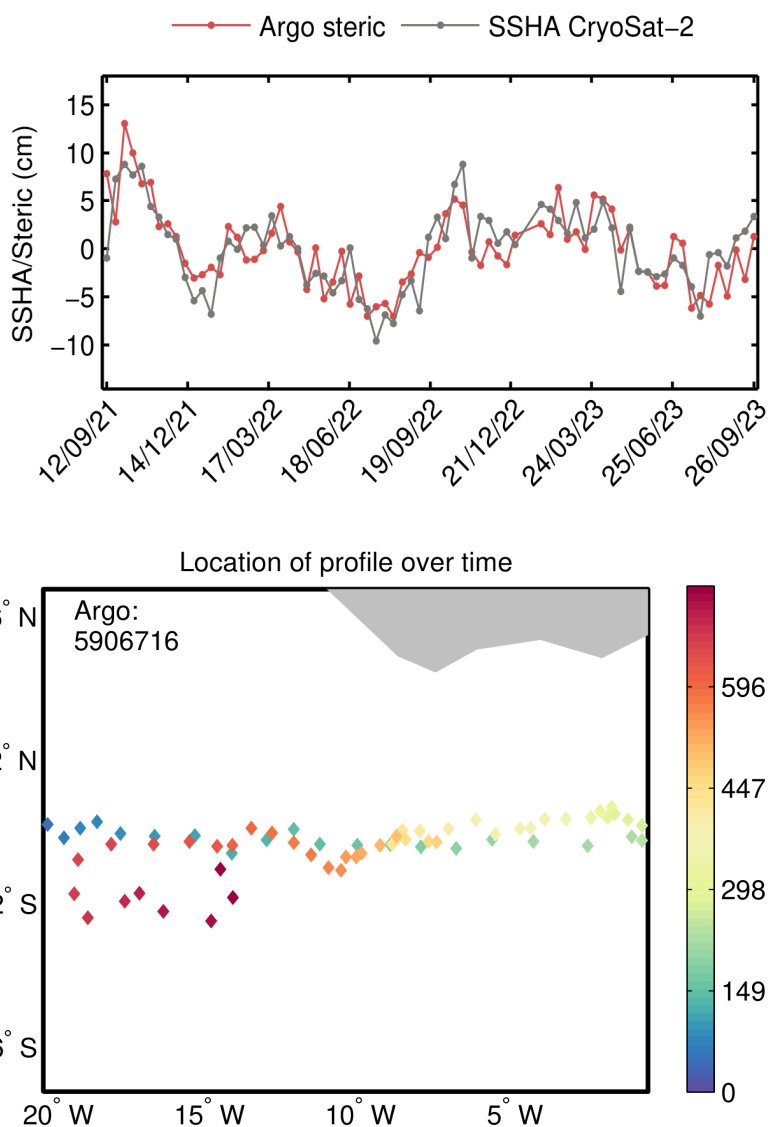 Argo steric SSHA CryoSat−2
SSHA/Steric (cm)
15
10
5
0
−5
−10
12/09/21 14/12/21 17/03/22 18/06/22 19/09/22 21/12/22 24/03/23 25/06/23 26/09/23
Location of profile over time
Argo:
5906716
° N
° N
° S
° S
20° W 15° W 10° W 5° W
596
447
298
149
0